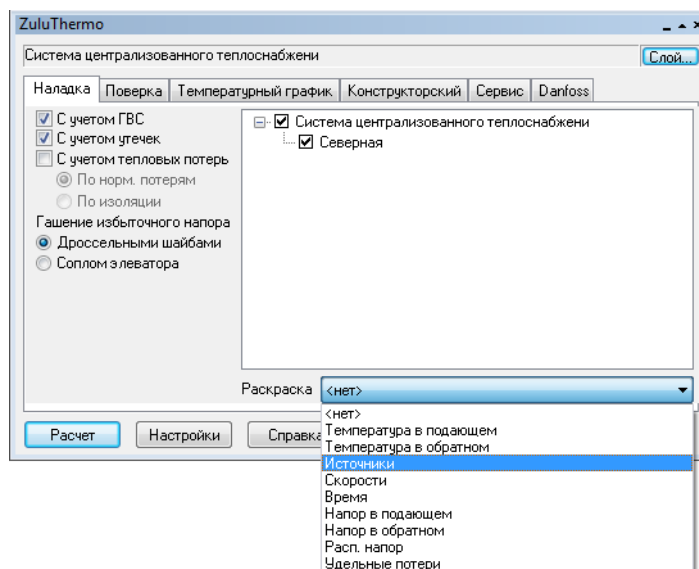 ZuluThermo
Система централизованного теплоснабжени
Слой...
Наладка Поверка Температурный график Конструкторский Сервис Danfoss
С учетом ГВС
С учетом утечек
С учетом тепловых потерь
По норм. потерям
По изоляции
Гашение избыточного напора
Дроссельными шайбами
Соплом элеватора
Система централизованного теплоснабжени
Северная
Раскраска <нет>
Расчет Настройки Справка
<нет>
Температура в подающем
Температура в обратном
Источники
Скорости
Время
Напор в подающем
Напор в обратном
Расп. напор
Удельные потери